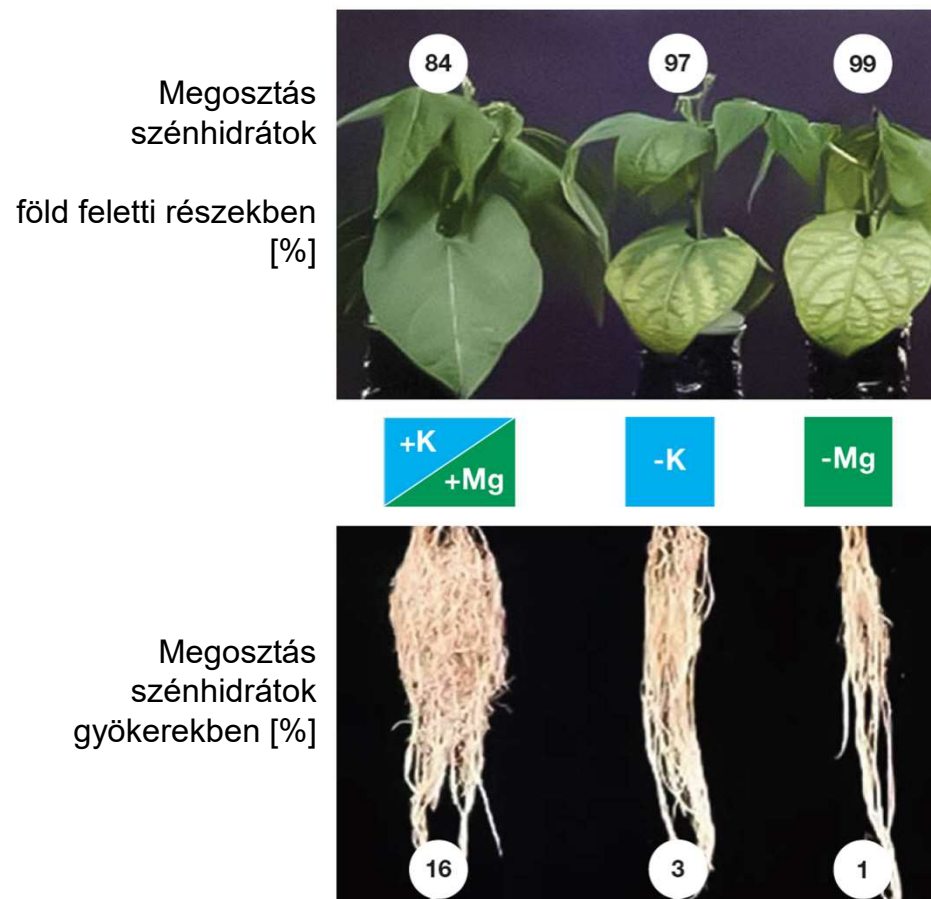 84
97
99
Megosztás
szénhidrátok
föld feletti részekben
[%]
+K
+Mg
-K
-Mg
Megosztás
szénhidrátok
gyökerekben [%]
16
3
1